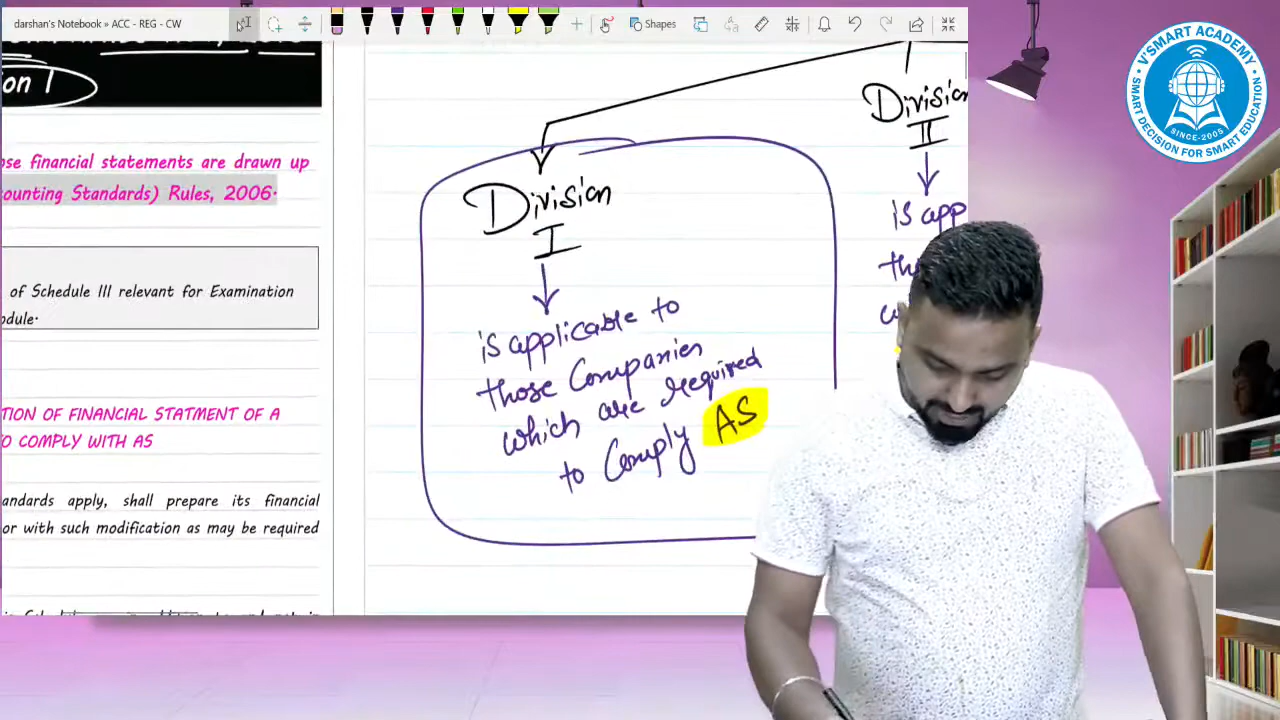 darshan's Notebook » ACC - REG - CW
Shapes
on I
ose financial statements are drawn up
ounting Standards) Rules, 2006.
of Schedule III relevant for Examination
odule.
TION OF FINANCIAL STATMENT OF A
TO COMPLY WITH AS
andards apply, shall prepare its financial
or with such modification as may be required
Division
I
is applicable to
those Companies
which are required
to Comply AS
Division
II
is app
V'SMART ACADEMY
SINCE-2005
SMART DECISION FOR SMART EDUCATION